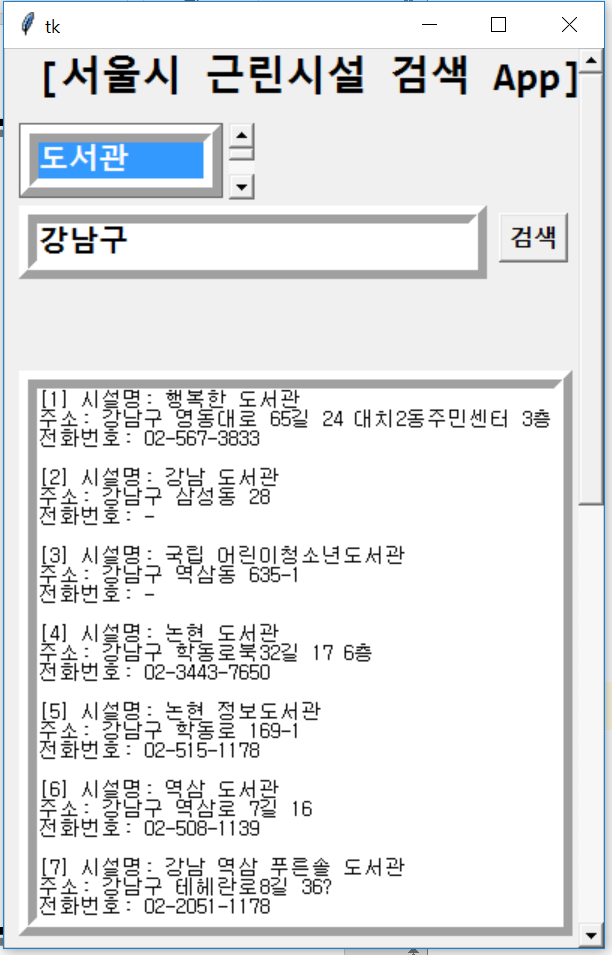 tk
[서울시 근린시설 검색 App]
도서관
강남구
검색
[1] 시설명: 행복한 도서관
주소: 강남구 영동대로 65길 24 대치2동주민센터 3층
전화번호: 02-567-3833
[2] 시설명: 강남 도서관
주소: 강남구 삼성동 28
전화번호: -
[3] 시설명: 국립 어린이청소년도서관
주소: 강남구 역삼동 635-1
전화번호: -
[4] 시설명: 논현 도서관
주소: 강남구 학동로북32길 17 6층
전화번호: 02-3443-7650
[5] 시설명: 논현 정보도서관
주소: 강남구 학동로 169-1
전화번호: 02-515-1178
[6] 시설명: 역삼 도서관
주소: 강남구 역삼로 7길 16
전화번호: 02-508-1139
[7] 시설명: 강남 역삼 푸른솔 도서관
주소: 강남구 테헤란로8길 36?
전화번호: 02-2051-1178